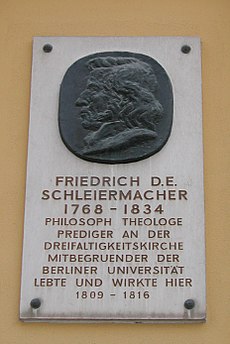 FRIEDRICH D.E.
SCHLEIERMACHER
1768 - 1834
PHILOSOPH THEOLOGE
PREDIGER AN DER
DREIFALTIGKEITSKIRCHE
MITBEGRUENDER DER
BERLINER UNIVERSITÄT
LEBTE UND WIRKTE HIER
1809 - 1816